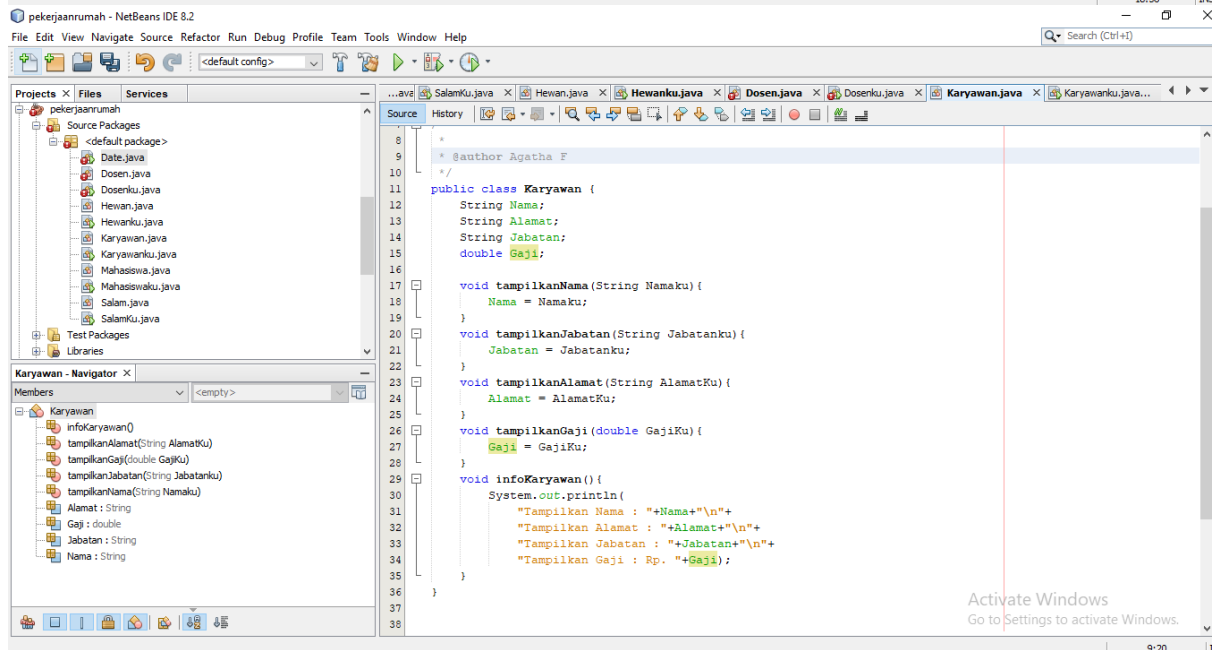 pekerjaanrumah - NetBeans IDE 8.2
File Edit View Navigate Source Refactor Run Debug Profile Team Tools Window Help
Search (Ctrl+I)
<default config>
Projects Files Services
pekerjaanrumah
Source Packages
<default package>
Date.java
Dosen.java
Dosenku.java
Hewan.java
Hewanku.java
Karyawan.java
Karyawanku.java
Mahasiswa.java
Mahasiswaku.java
Salam.java
SalamKu.java
Test Packages
Libraries
Karyawan - Navigator
Members
<empty>
Karyawan
infoKaryawan()
tampilkanAlamat(String AlamatKu)
tampilkanGaji(double GajiKu)
tampilkanJabatan(String Jabatanku)
tampilkanNama(String Namaku)
Alamat : String
Gaji : double
Jabatan : String
Nama : String
...ava SalamKu.java Hewan.java Hewanku.java Dosen.java Dosenku.java Karyawan.java Karyawanku.java...
Source History
8 *
9 * @author Agatha F
10 */
11 public class Karyawan {
12 String Nama;
13 String Alamat;
14 String Jabatan;
15 double Gaji;
16
17 void tampilkanNama(String Namaku){
18 Nama = Namaku;
19 }
20 void tampilkanJabatan(String Jabatanku){
21 Jabatan = Jabatanku;
22 }
23 void tampilkanAlamat(String AlamatKu){
24 Alamat = AlamatKu;
25 }
26 void tampilkanGaji(double GajiKu){
27 Gaji = GajiKu;
28 }
29 void infoKaryawan(){
30 System.out.println(
31 "Tampilkan Nama : "+Nama+"\n"+
32 "Tampilkan Alamat : "+Alamat+"\n"+
33 "Tampilkan Jabatan : "+Jabatan+"\n"+
34 "Tampilkan Gaji : Rp. "+Gaji);
35 }
36 }
37
38
Activate Windows
Go to Settings to activate Windows.
9:20